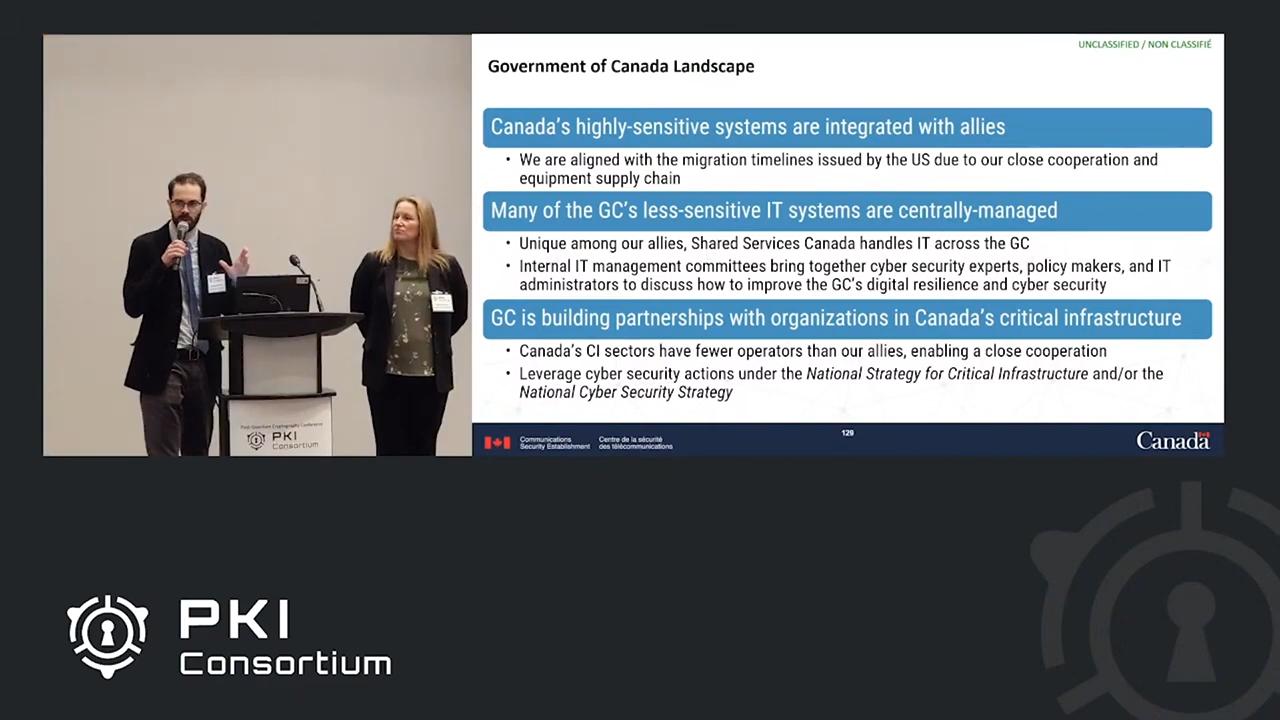 UNCLASSIFIED / NON CLASSIFIÉ
Government of Canada Landscape
Canada's highly-sensitive systems are integrated with allies
• We are aligned with the migration timelines issued by the US due to our close cooperation and
equipment supply chain
Many of the GC's less-sensitive IT systems are centrally-managed
• Unique among our allies, Shared Services Canada handles IT across the GC
• Internal IT management committees bring together cyber security experts, policy makers, and IT
administrators to discuss how to improve the GC's digital resilience and cyber security
GC is building partnerships with organizations in Canada's critical infrastructure
• Canada's CI sectors have fewer operators than our allies, enabling a close cooperation
• Leverage cyber security actions under the National Strategy for Critical Infrastructure and/or the
National Cyber Security Strategy
Communications
Security Establishment
Centre de la sécurité
des télécommunications
129
Canada
Post-Quantum Cryptography Conference
PKI
Consortium
PKI
Consortium